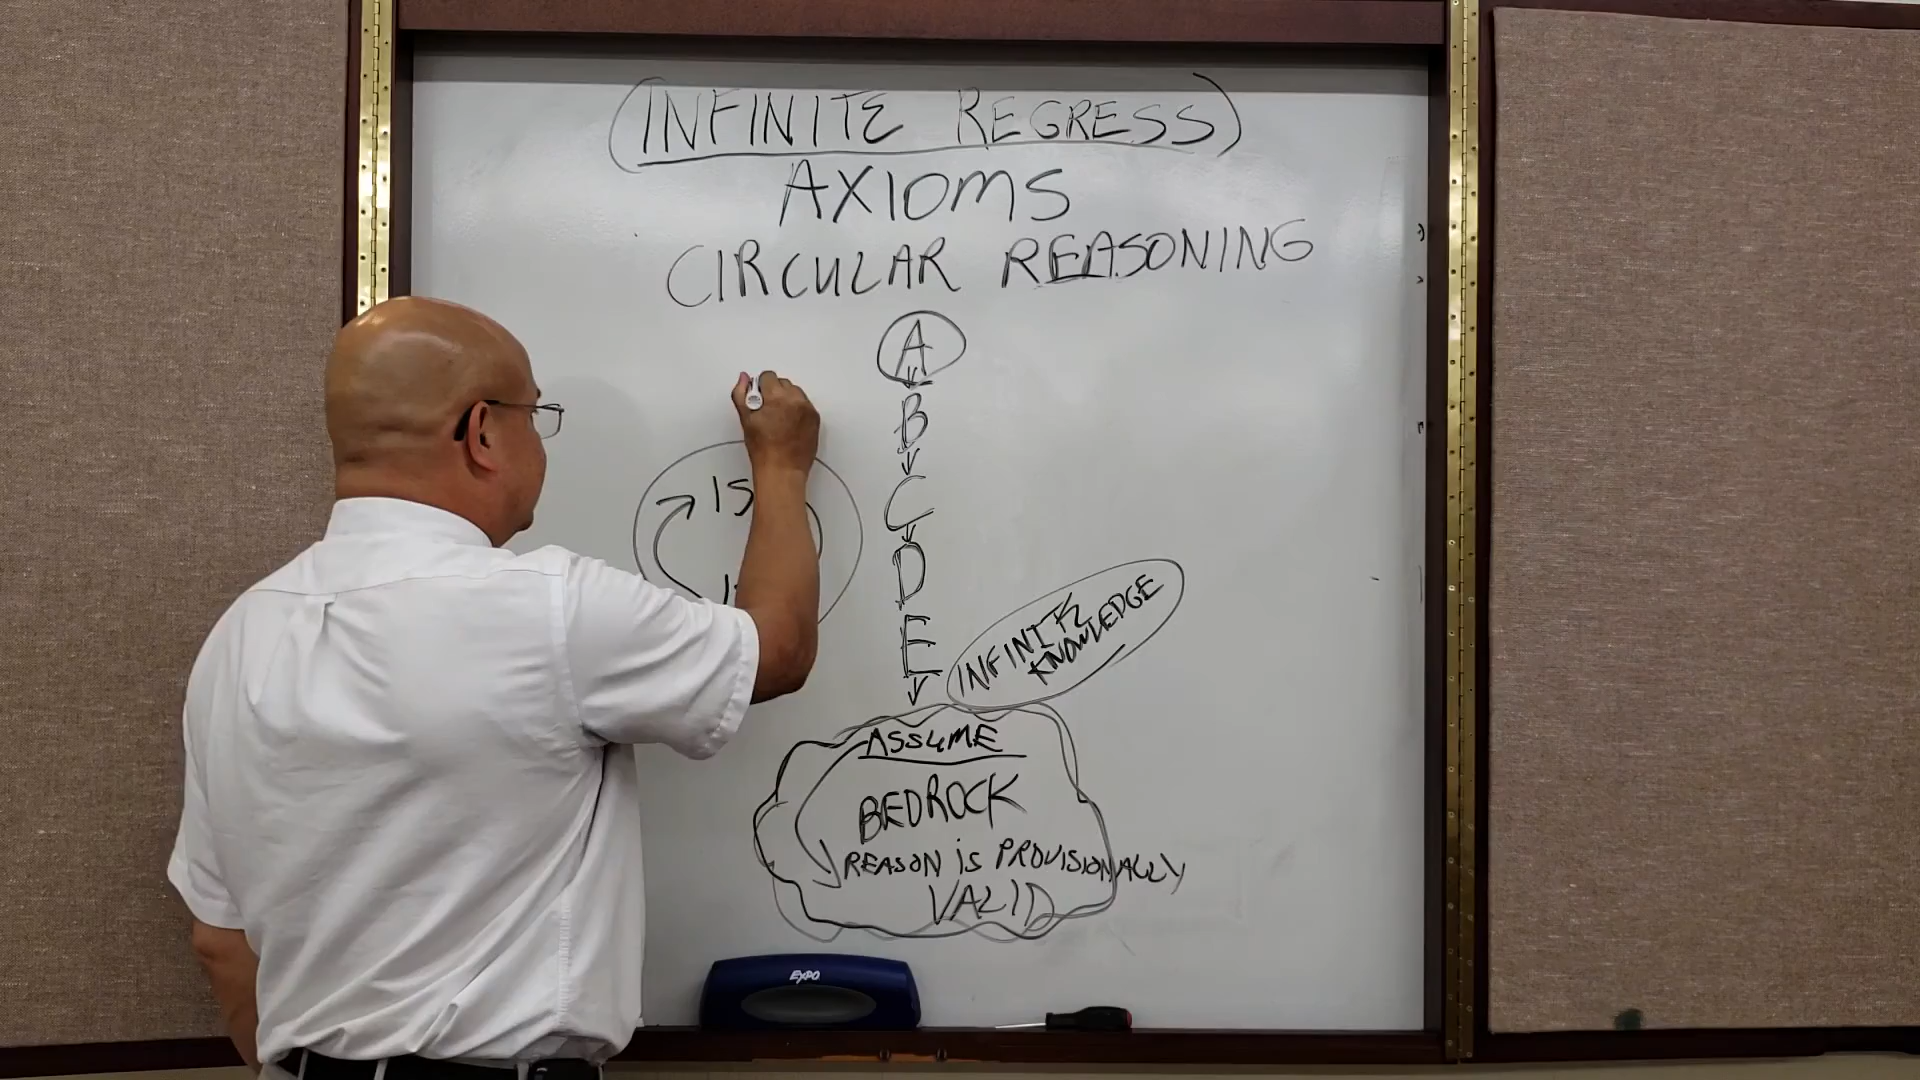 (INFINITE REGRESS)
AXIOMS
CIRCULAR REASONING
A
B
C
D
E
INFINITE
KNOWLEDGE
ASSUME
BEDROCK
REASON is PROVISIONALLY
VALID
EXPO